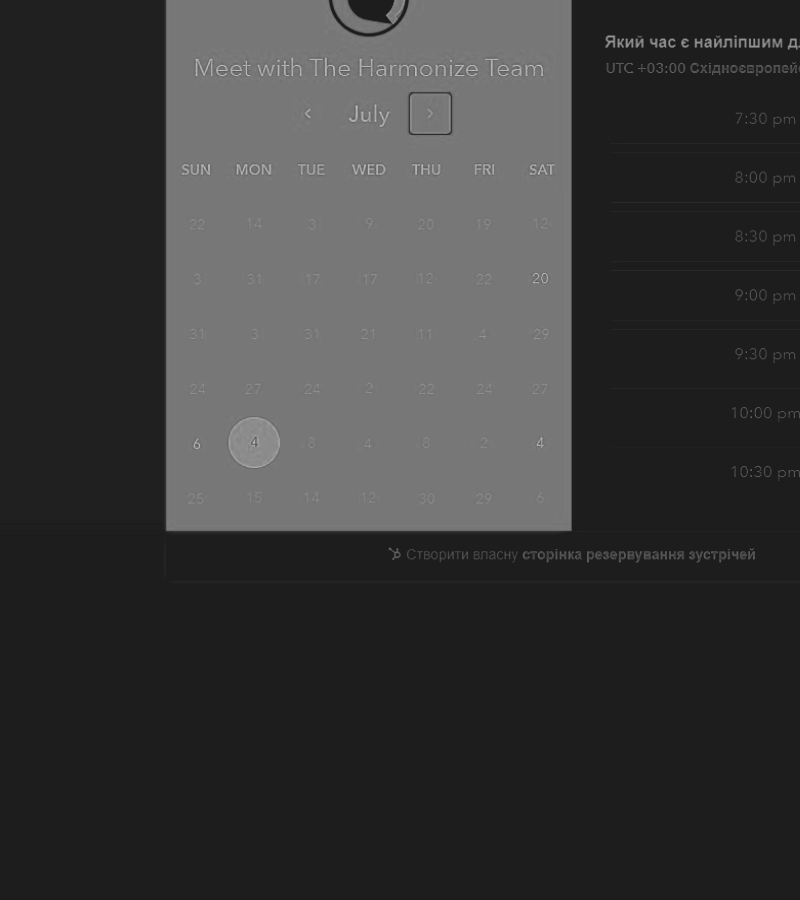 Meet with The Harmonize Team
July
SUN MON TUE WED THU FRI SAT
22 14 3 9 20 19 12
3 31 17 17 12 22 20
31 3 31 21 11 4 29
24 27 24 2 22 24 27
6 4 8 4 8 2 4
25 15 14 12 30 29 6
Який час є найліпшим
UTC +03:00
7:30 pm
8:00 pm
8:30 pm
9:00 pm
9:30 pm
10:00 pm
10:30 pm
Створити власну сторінка резервування зустрічей